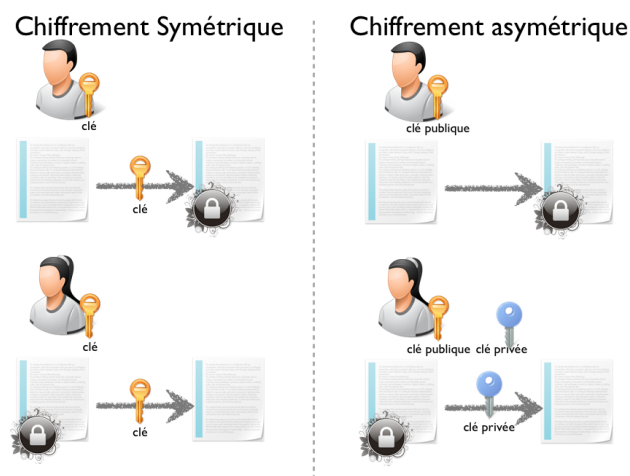 Chiffrement Symétrique
clé
clé
clé
clé
Chiffrement asymétrique
clé publique
clé publique clé privée
clé privée